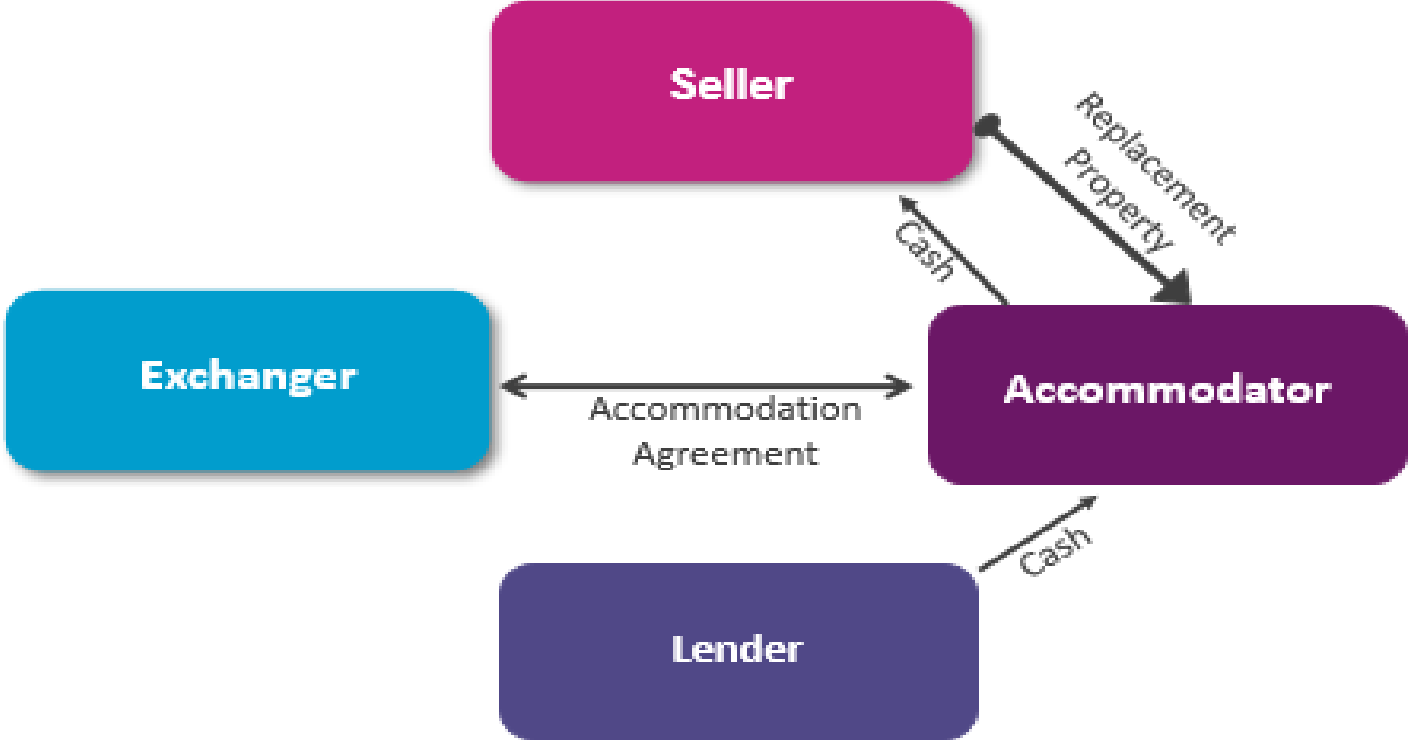 Seller
Replacement
Property
Cash
Exchanger
Accommodation
Agreement
Accommodator
Cash
Lender